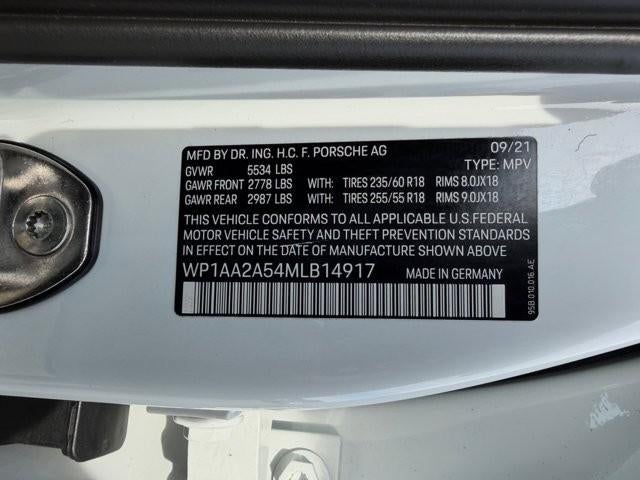 MFD BY DR. ING. H.C. F. PORSCHE AG 09/21
GVWR 5534 LBS TYPE: MPV
GAWR FRONT 2778 LBS WITH: TIRES 235/60 R18 RIMS 8.0JX18
GAWR REAR 2987 LBS WITH: TIRES 255/55 R18 RIMS 9.0JX18
THIS VEHICLE CONFORMS TO ALL APPLICABLE U.S.FEDERAL
MOTOR VEHICLE SAFETY AND THEFT PREVENTION STANDARDS
IN EFFECT ON THE DATE OF MANUFACTURE SHOWN ABOVE
WP1AA2A54MLB14917 MADE IN GERMANY
95B.010.016.AE